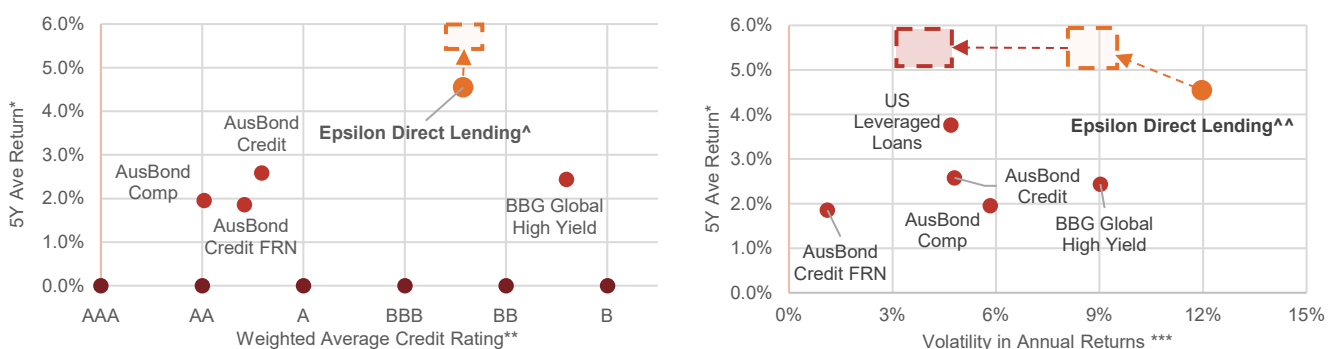 6.0%
5.0%
4.0%
3.0%
2.0%
1.0%
0.0%
5Y Ave Return*
AusBond
Credit
Epsilon Direct Lending^
AusBond
Comp
AusBond
Credit FRN
BBG Global
High Yield
AAA
AA
A
BBB
BB
B
Weighted Average Credit Rating**
6.0%
5.0%
4.0%
3.0%
2.0%
1.0%
0.0%
5Y Ave Return*
US
Leveraged
Loans
Epsilon Direct Lending^^
AusBond
Credit
AusBond
Comp
BBG Global
High Yield
AusBond
Credit FRN
0%
3%
6%
9%
12%
15%
Volatility in Annual Returns ***